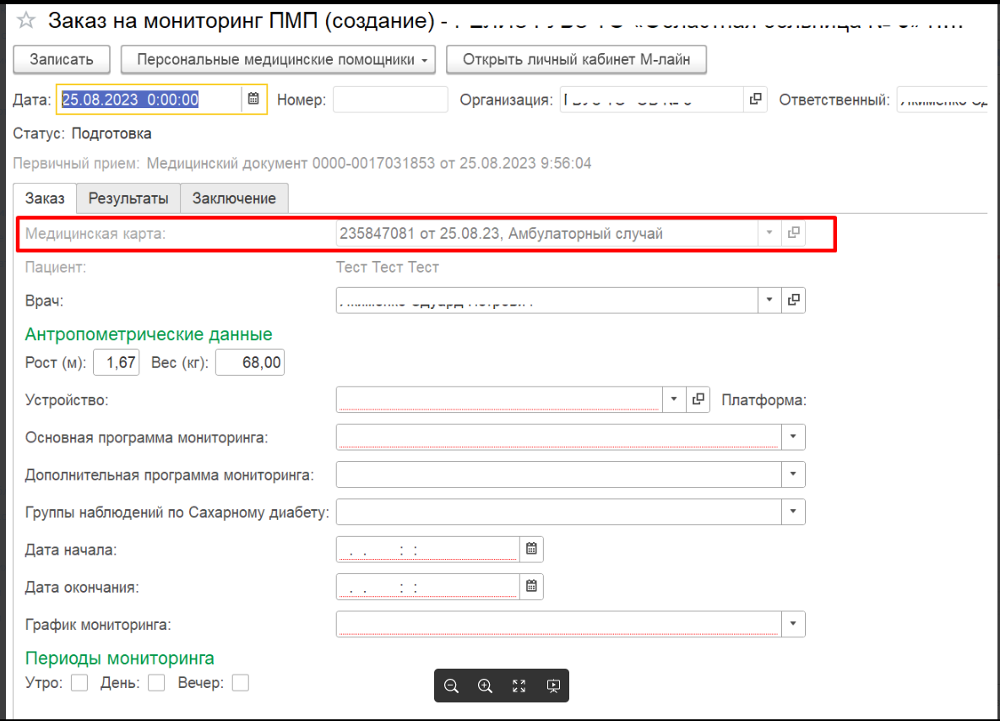 Заказ на мониторинг ПМП (создание) -
Записать Персональные медицинские помощники Открыть личный кабинет М-лайн
Дата: 25.08.2023 0:00:00 Номер: Организация: Ответственный:
Статус: Подготовка
Первичный прием: Медицинский документ 0000-0017031853 от 25.08.2023 9:56:04
Заказ Результаты Заключение
Медицинская карта: 235847081 от 25.08.23, Амбулаторный случай
Пациент: Тест Тест Тест
Врач:
Антропометрические данные
Рост (м): 1,67 Вес (кг): 68,00
Устройство: Платформа:
Основная программа мониторинга:
Дополнительная программа мониторинга:
Группы наблюдений по Сахарному диабету:
Дата начала: . . : :
Дата окончания: . . : :
График мониторинга:
Периоды мониторинга
Утро: День: Вечер: